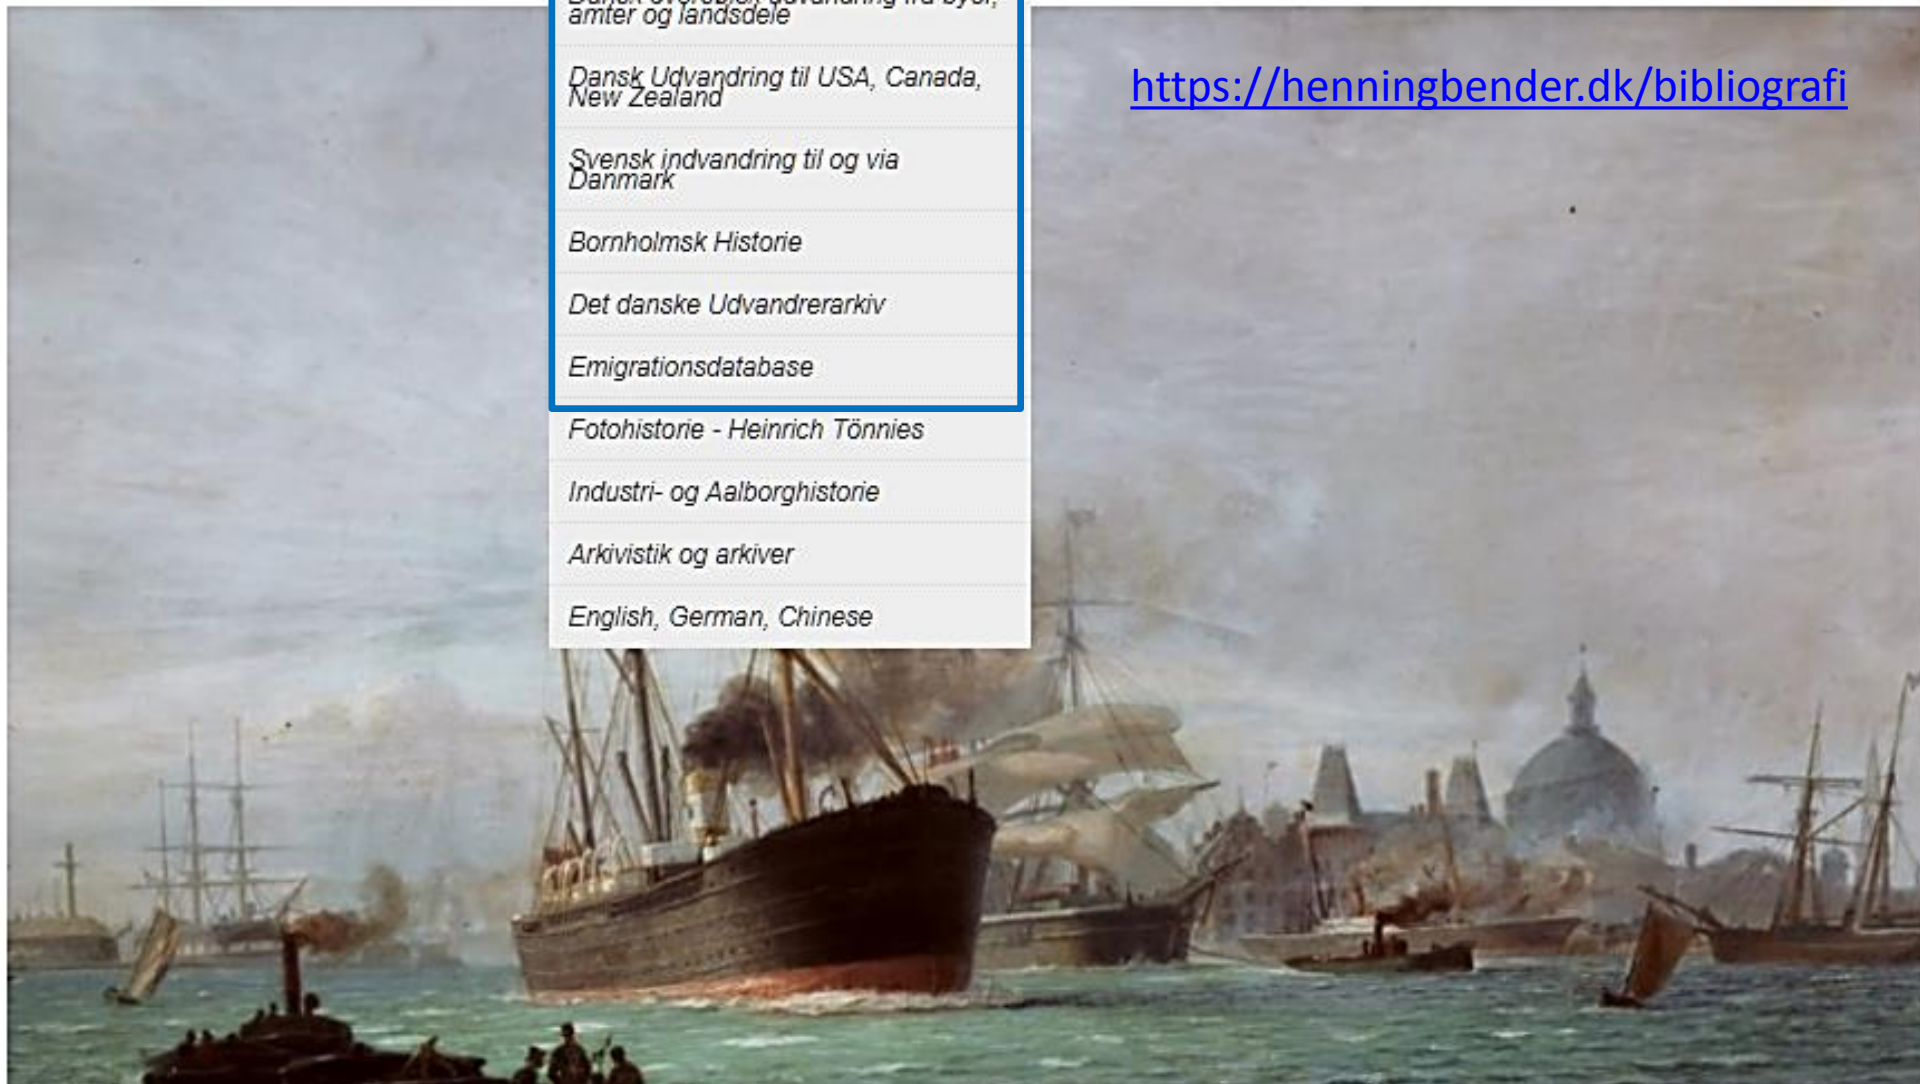 amter og landsdele
Dansk Udvandring til USA, Canada,
New Zealand
Svensk indvandring til og via
Danmark
Bornholmsk Historie
Det danske Udvandrerarkiv
Emigrationsdatabase
Fotohistorie - Heinrich Tönnies
Industri- og Aalborghistorie
Arkivistik og arkiver
English, German, Chinese
https://henningbender.dk/bibliografi